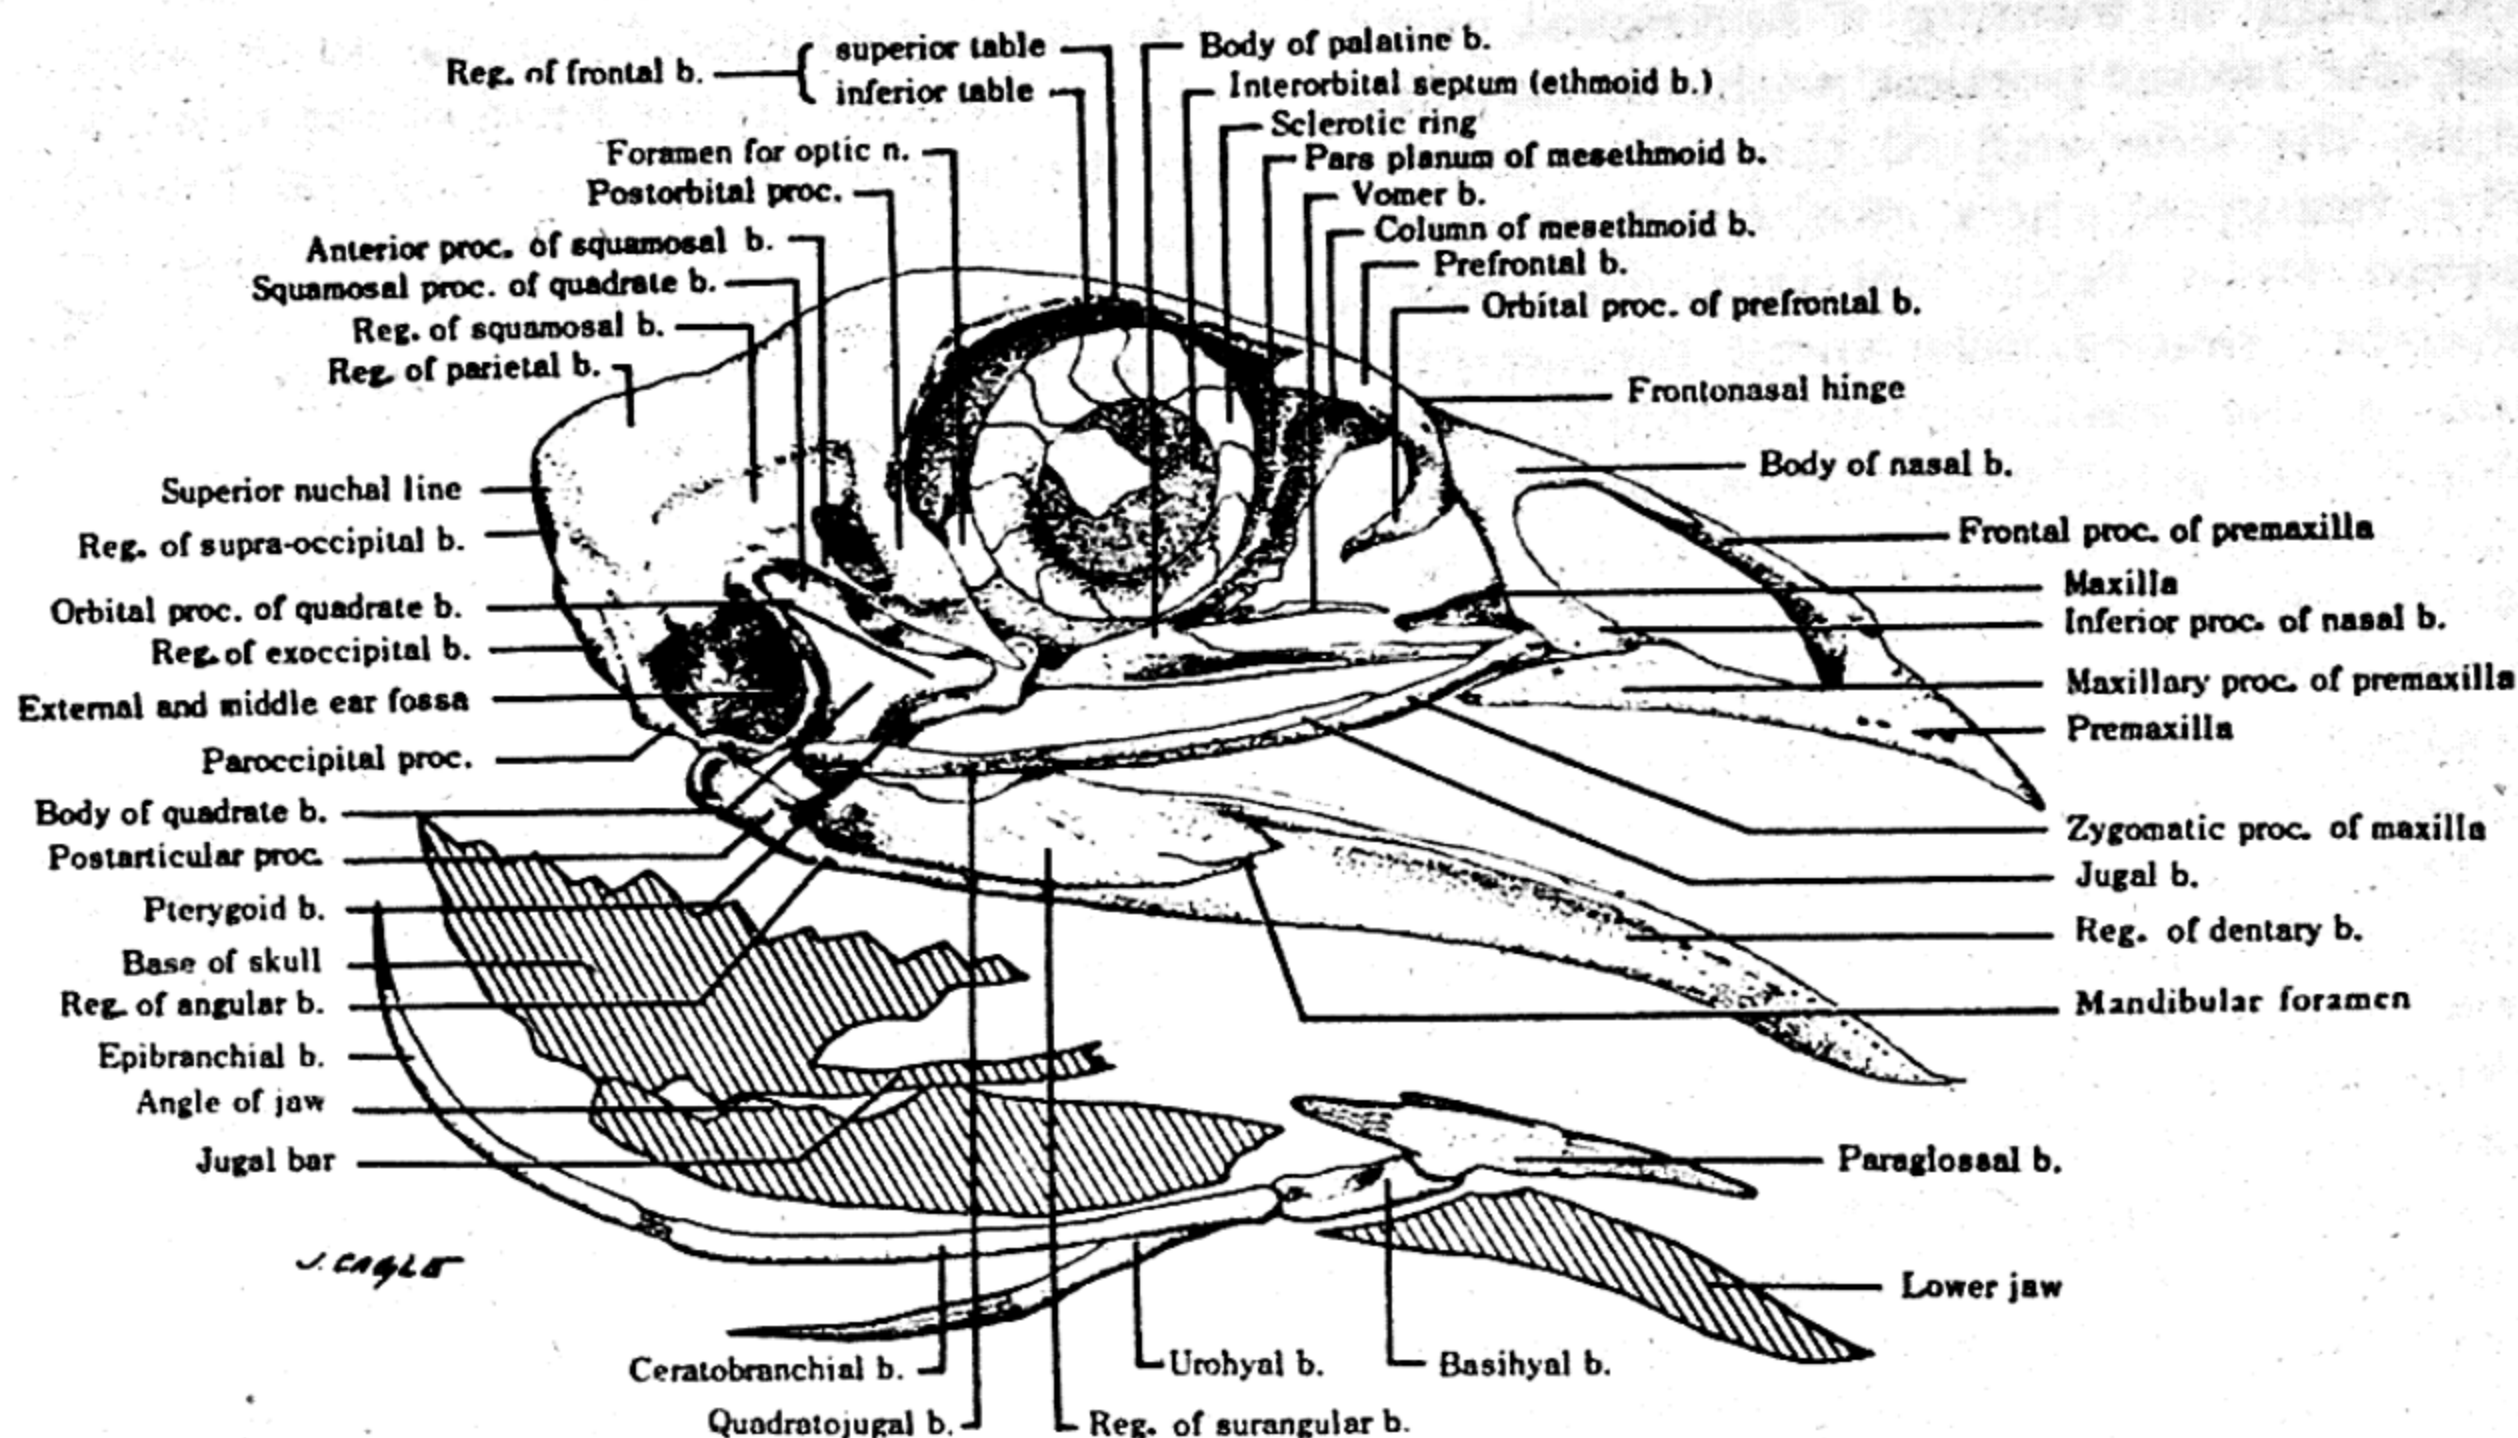 Reg. of frontal b.
superior table
inferior table
Foramen for optic n.
Postorbital proc.
Anterior proc. of squamosal b.
Squamosal proc. of quadrate b.
Reg. of squamosal b.
Reg. of parietal b.
Superior nuchal line
Reg. of supra-occipital b.
Orbital proc. of quadrate b.
Reg. of exoccipital b.
External and middle ear fossa
Paroccipital proc.
Body of quadrate b.
Postarticular proc.
Pterygoid b.
Base of skull
Reg. of angular b.
Epibranchial b.
Angle of jaw
Jugal bar
J. CAGLE
Body of palatine b.
Interorbital septum (ethmoid b.)
Sclerotic ring
Pars planum of mesethmoid b.
Vomer b.
Column of mesethmoid b.
Prefrontal b.
Orbital proc. of prefrontal b.
Frontonasal hinge
Body of nasal b.
Frontal proc. of premaxilla
Maxilla
Inferior proc. of nasal b.
Maxillary proc. of premaxilla
Premaxilla
Zygomatic proc. of maxilla
Jugal b.
Reg. of dentary b.
Mandibular foramen
Paraglossal b.
Lower jaw
Ceratobranchial b.
Urohyal b.
Basihyal b.
Quadratojugal b.
Reg. of surangular b.